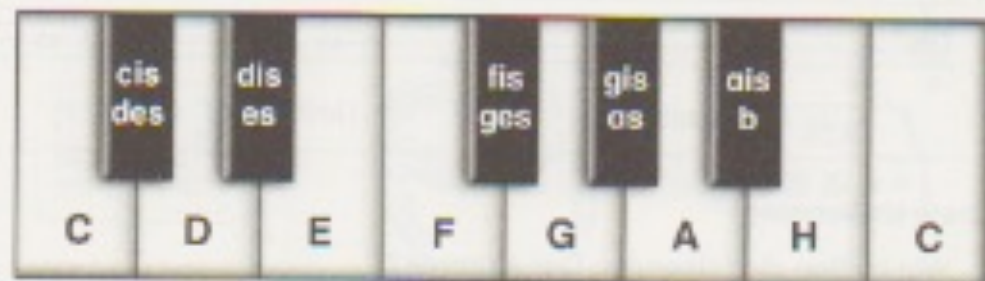 cis
des
dis
es
fis
ges
gis
as
ais
b
C D E F G A H C